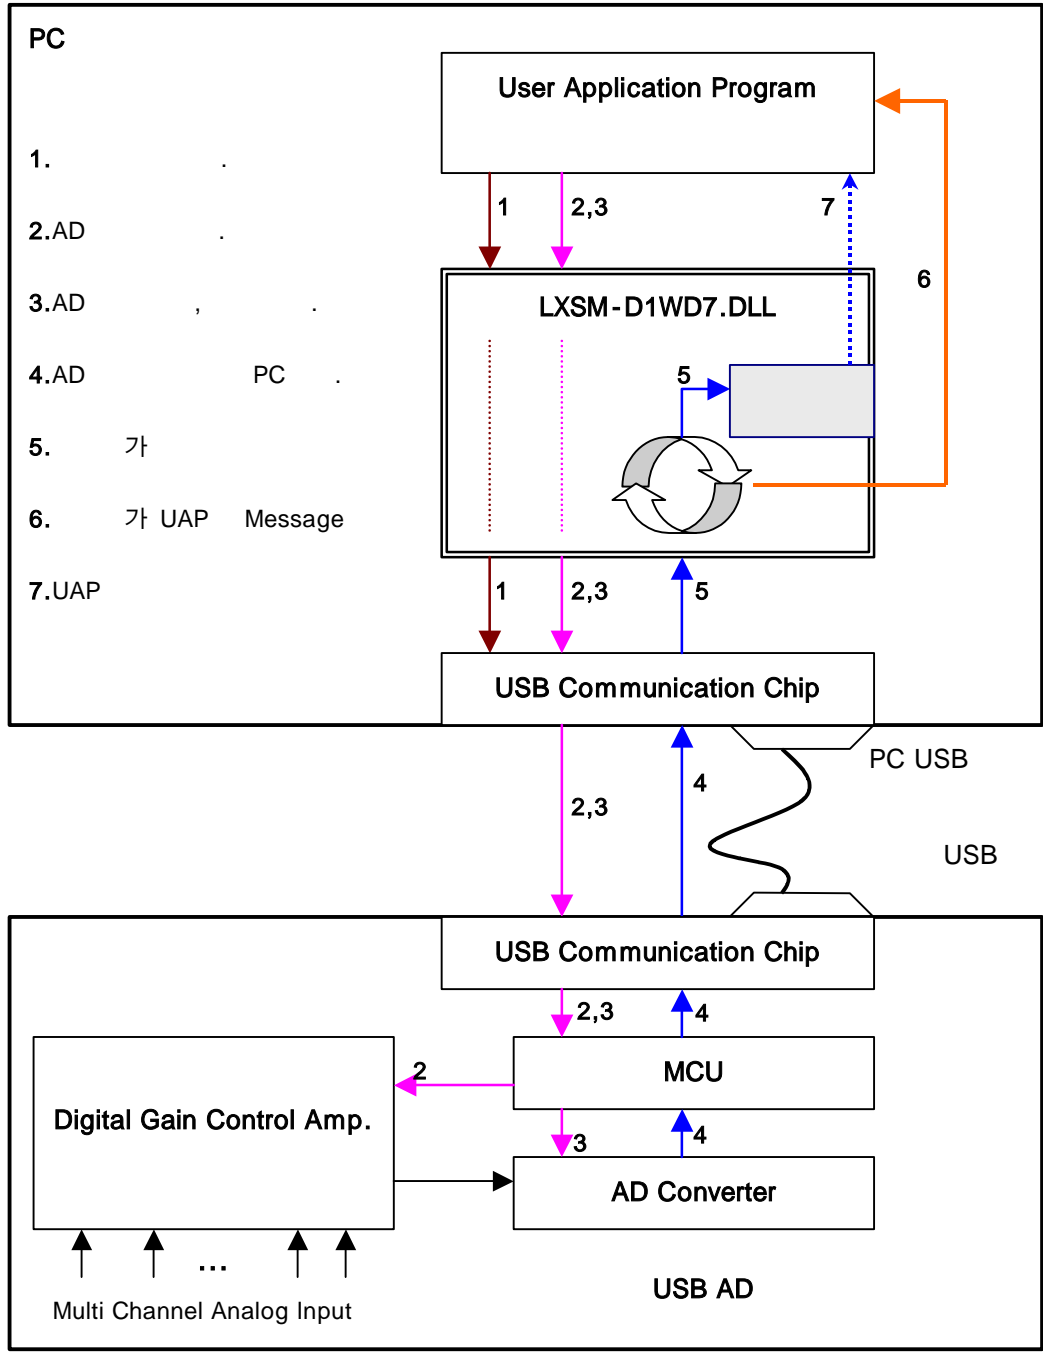 PC
User Application Program
1. .
1
2,3
7
2.AD .
6
3.AD , .
LXSM-D1WD7.DLL
4.AD PC .
5
5. 가
6. 가 UAP Message
7.UAP
1
2,3
5
USB Communication Chip
PC USB
4
2,3
USB
USB Communication Chip
2,3
4
MCU
2
Digital Gain Control Amp.
3
4
AD Converter
...
USB AD
Multi Channel Analog Input